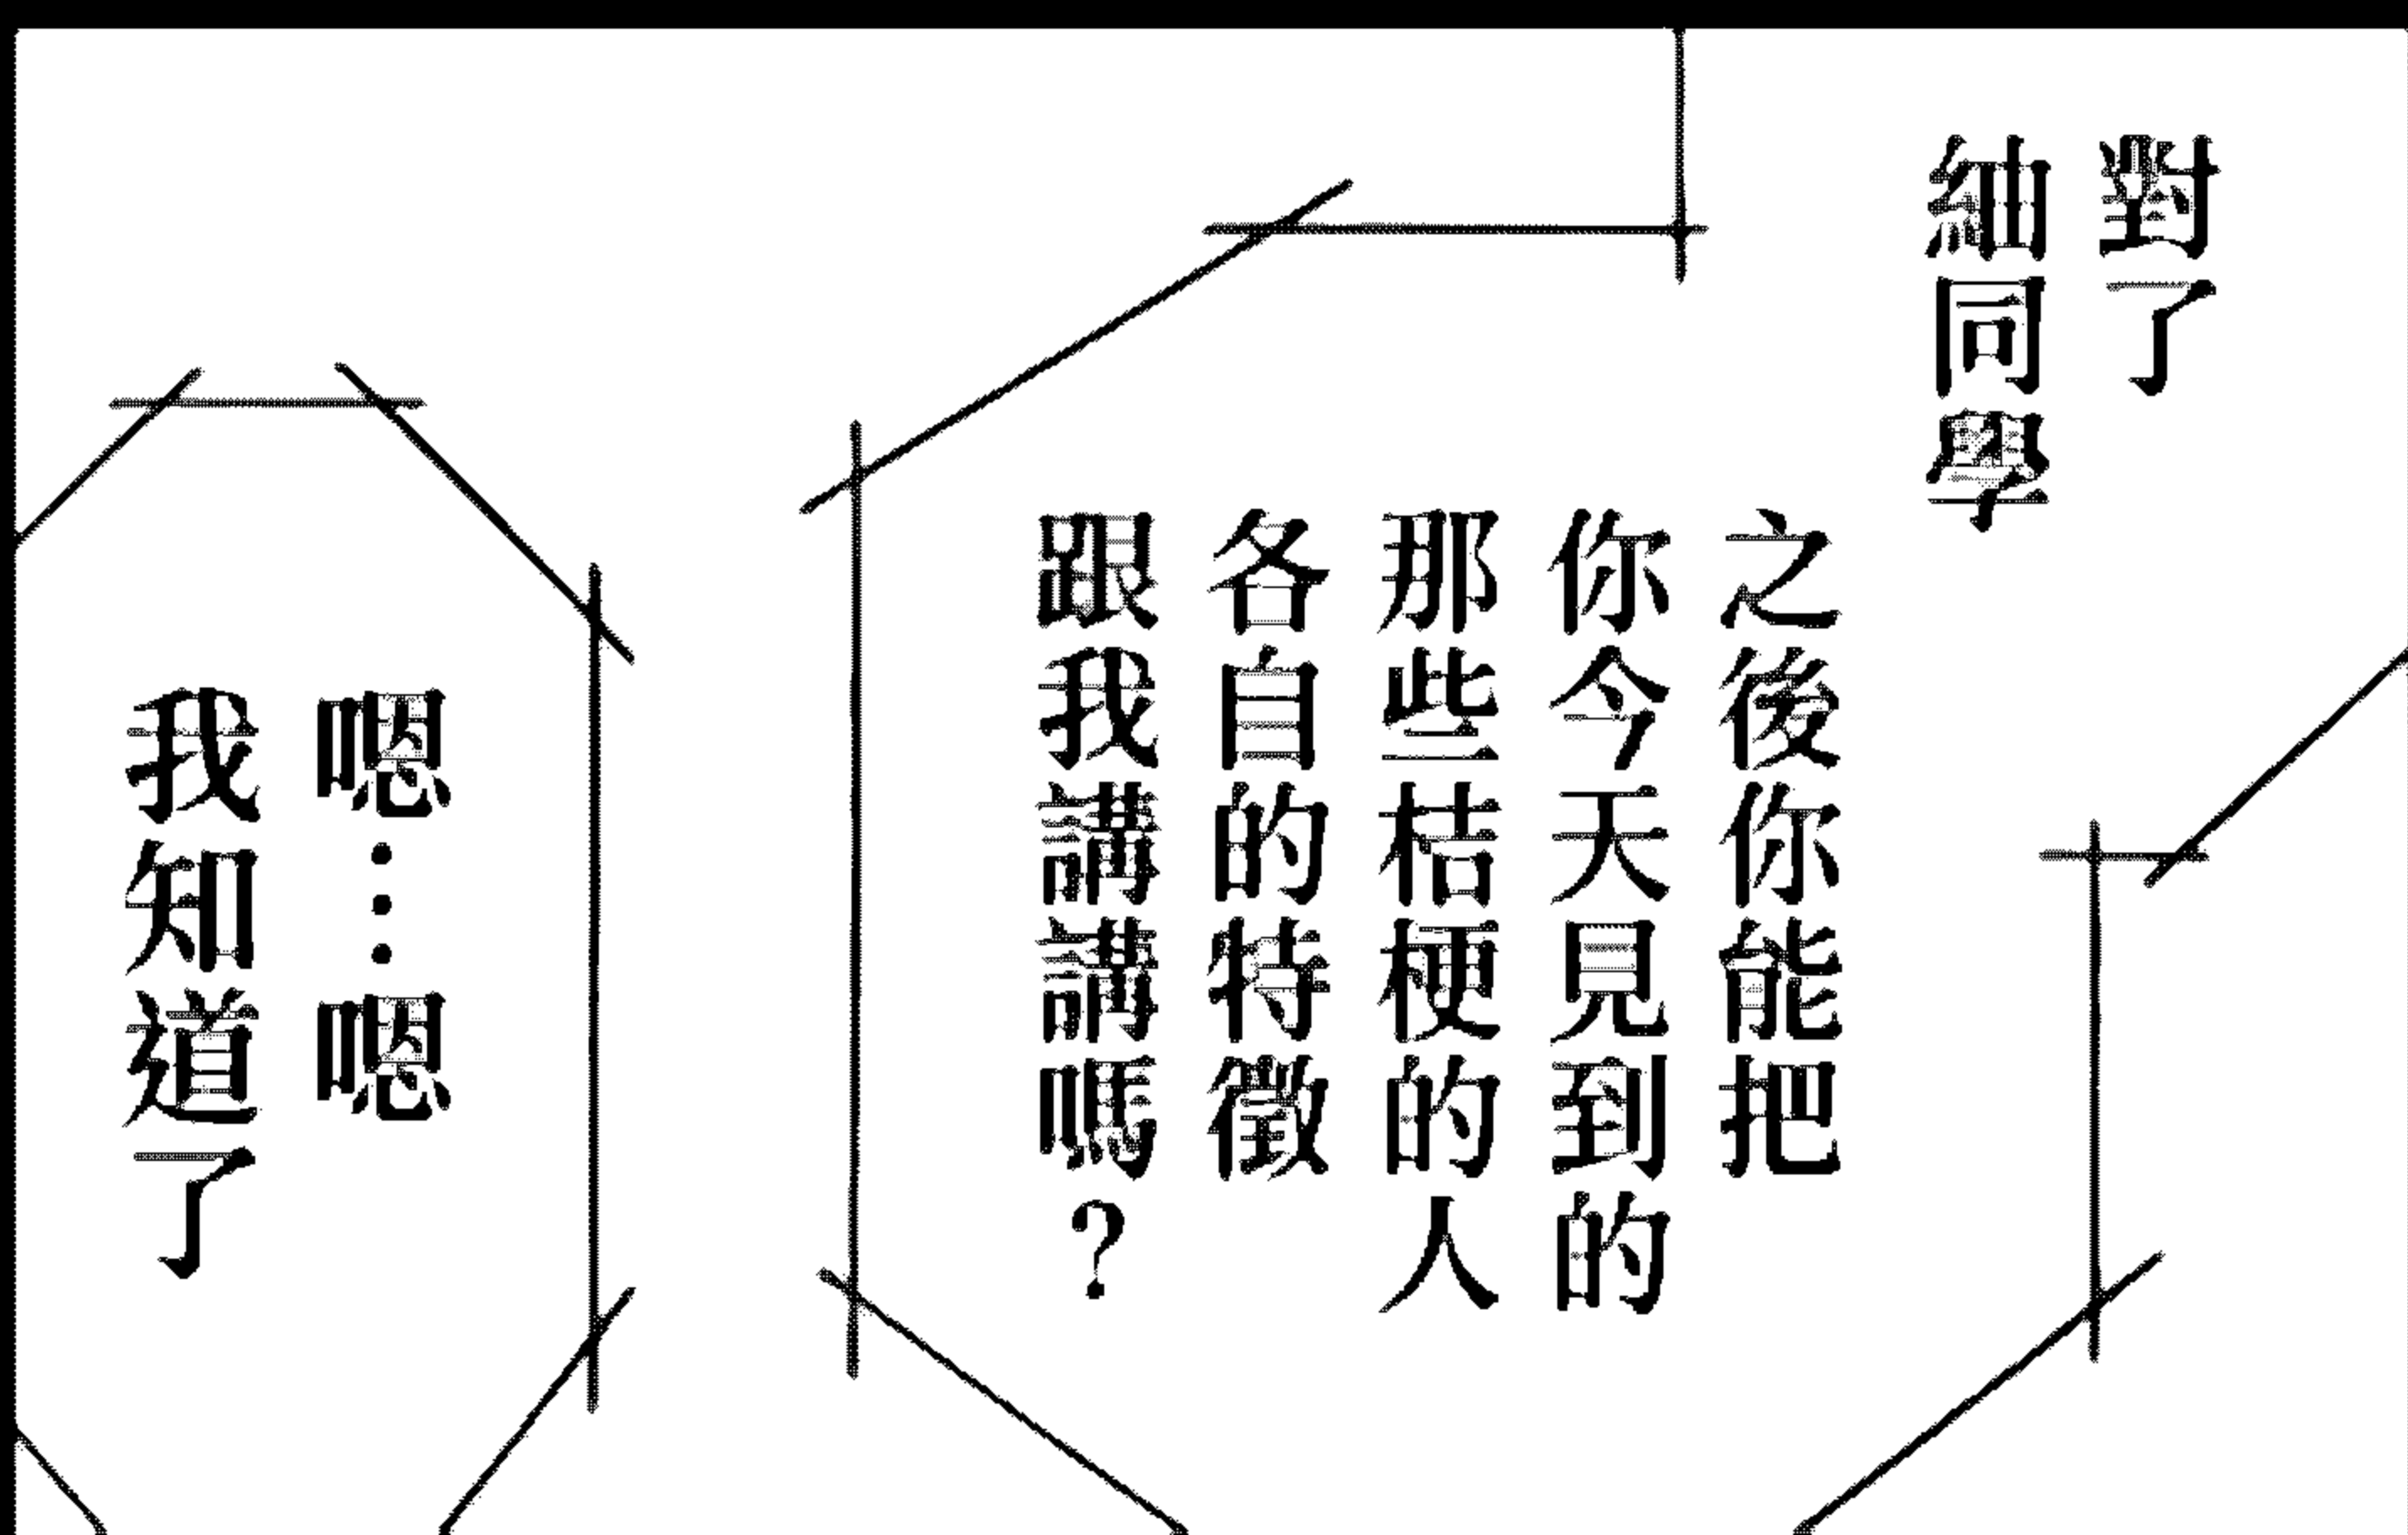 對了
紬同學
之後你能把
你今天見到的
那些桔梗的人
各自的特徵
跟我講講嗎？
嗯…嗯
我知道了